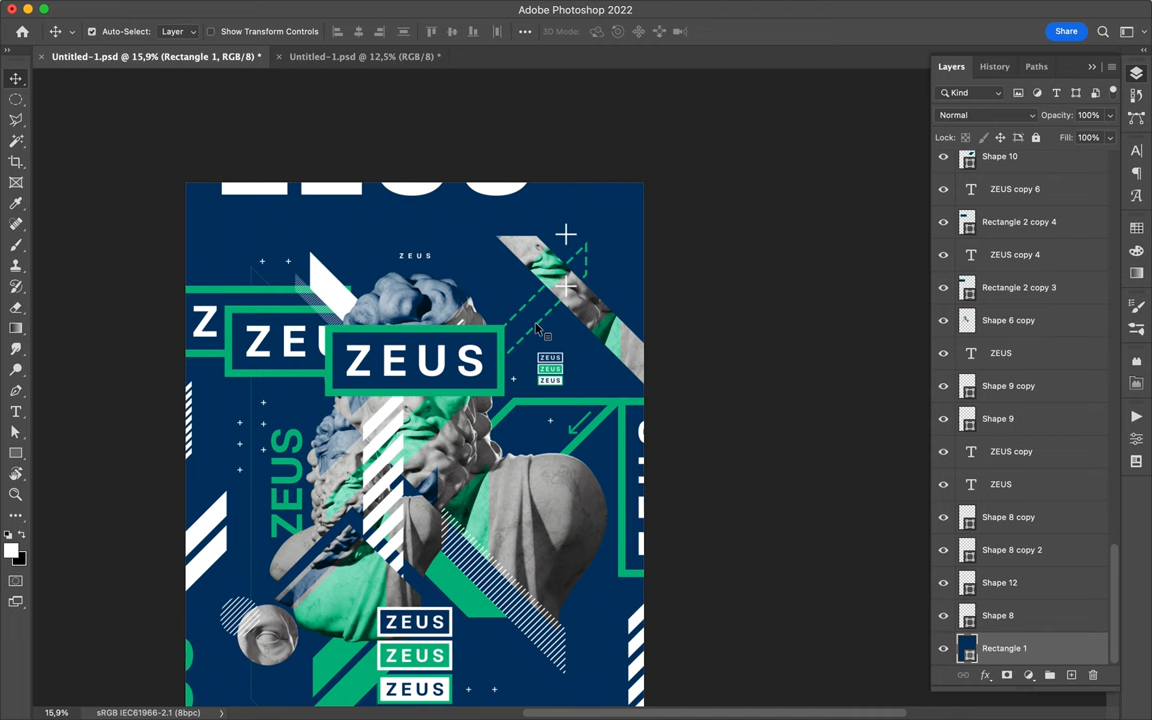 Adobe Photoshop 2022
Auto-Select: Layer Show Transform Controls 3D Mode: Share
Untitled-1.psd @ 15,9% (Rectangle 1, RGB/8) *
Untitled-1.psd @ 12,5% (RGB/8) *
Layers History Paths
Kind
Normal Opacity: 100%
Lock: Fill: 100%
Shape 10
ZEUS copy 6
Rectangle 2 copy 4
ZEUS copy 4
Rectangle 2 copy 3
Shape 6 copy
ZEUS
Shape 9 copy
Shape 9
ZEUS copy
ZEUS
Shape 8 copy
Shape 8 copy 2
Shape 12
Shape 8
Rectangle 1
ZEUS
ZEUS
Z
ZEU
ZEUS
ZEUS
ZEUS
ZEUS
ZEUS
ZEUS
ZEUS
ZEUS
15,9% sRGB IEC61966-2.1 (8bpc)